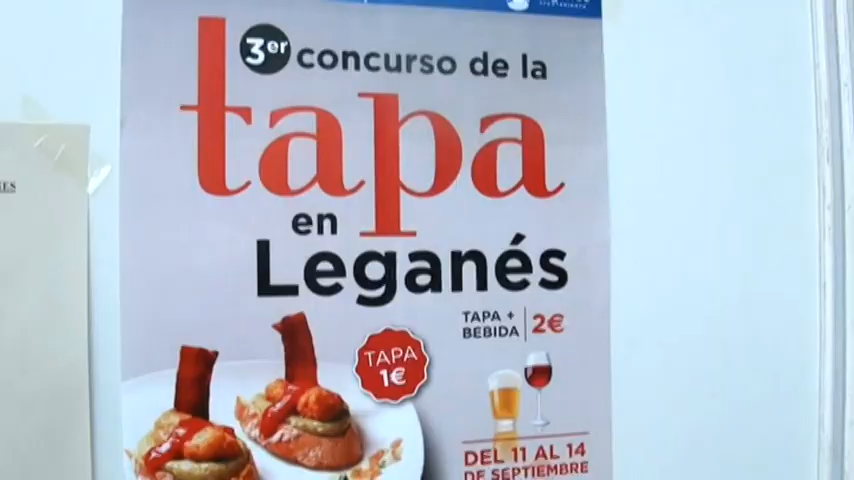 3er concurso de la
tapa
en
Leganés
TAPA +
BEBIDA
2€
TAPA
1€
DEL 11 AL 14
DE SEPTIEMBRE